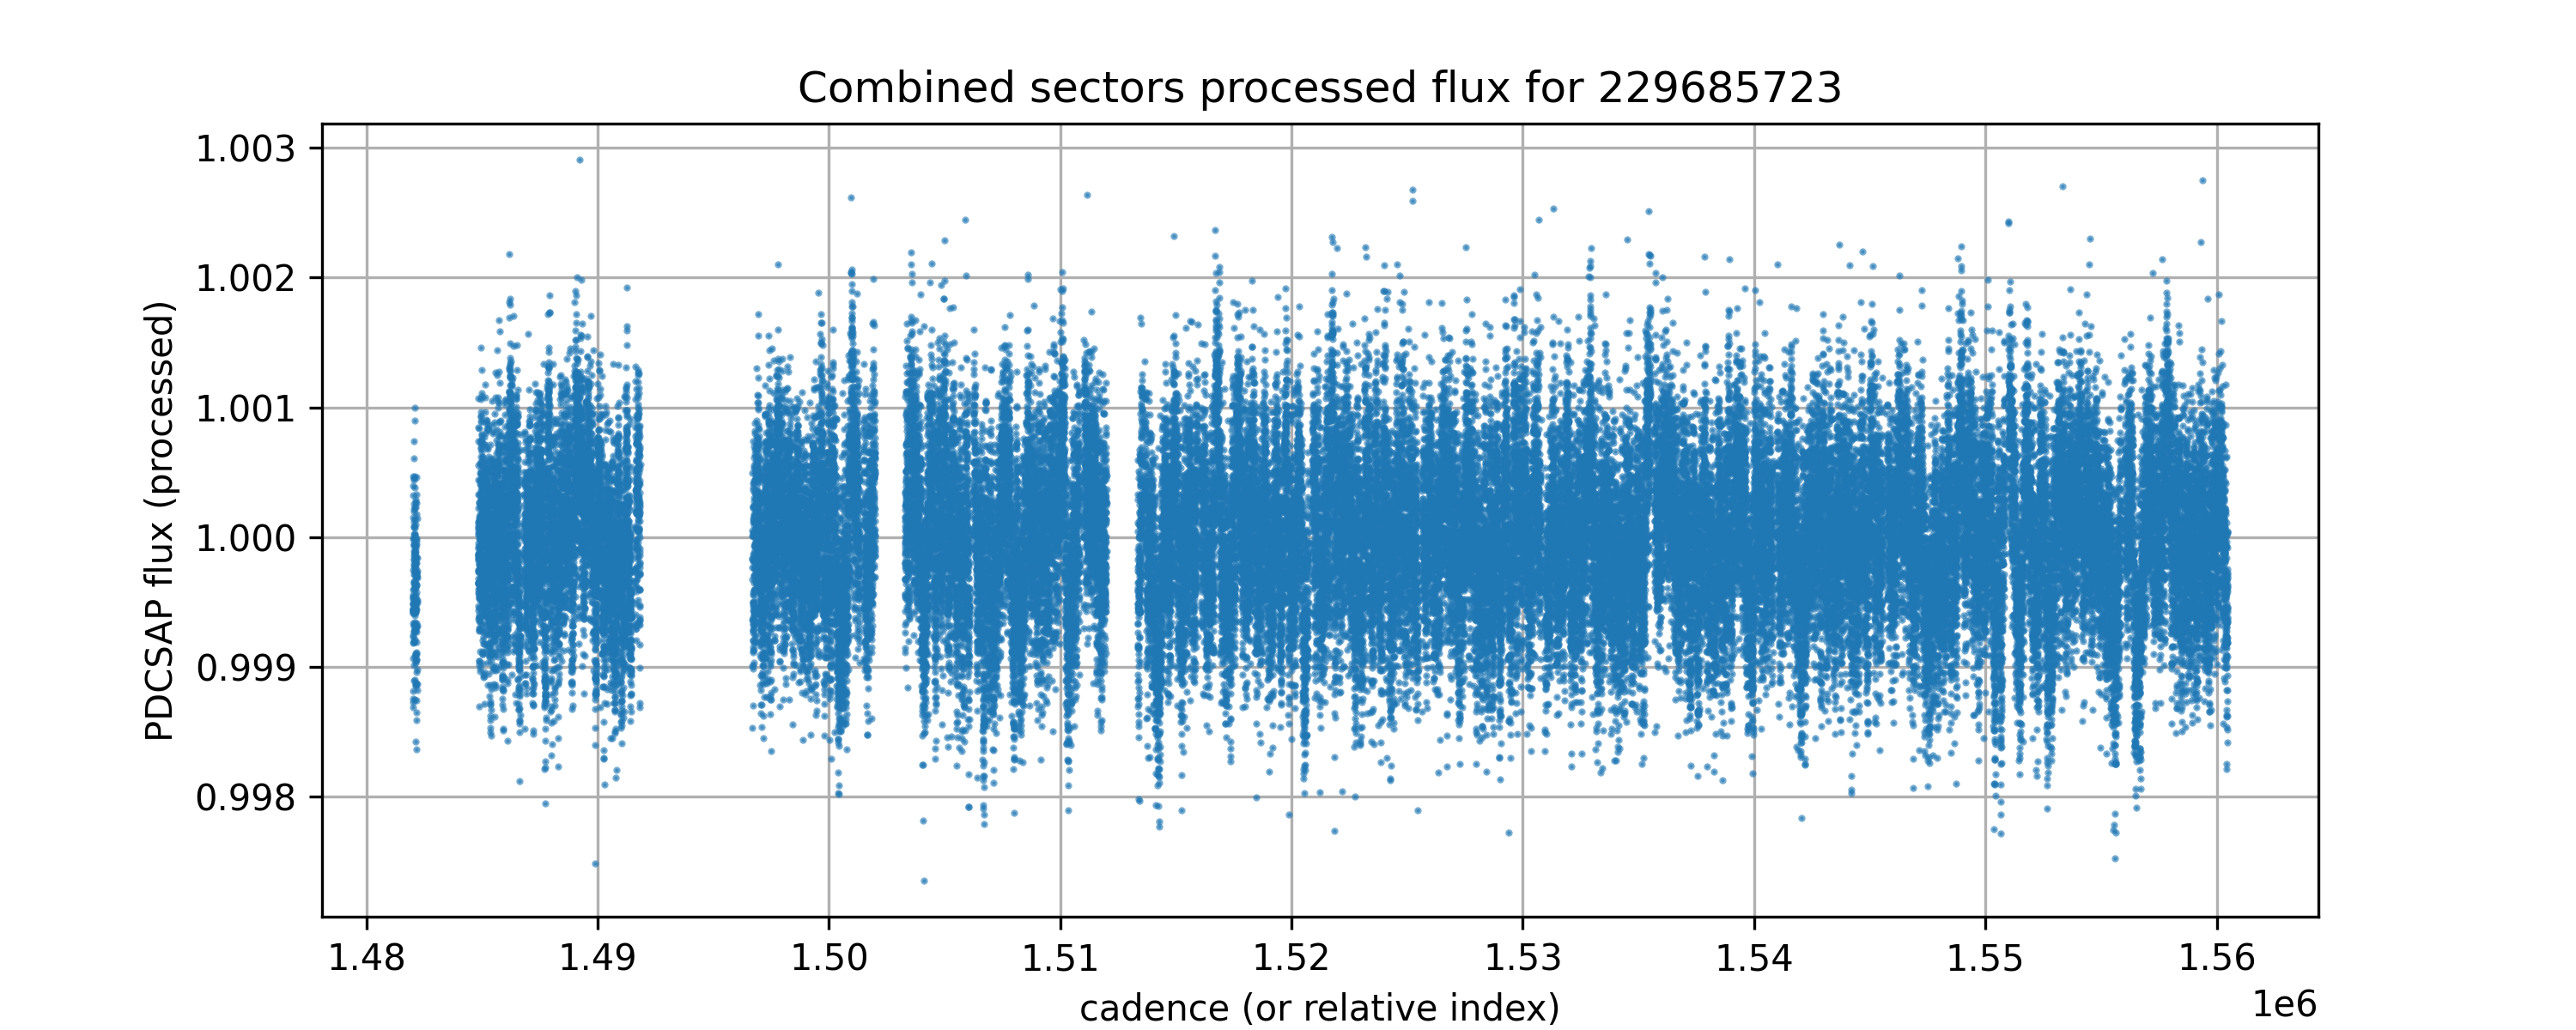 Combined sectors processed flux for 229685723
PDCSAP flux (processed)
1.003
1.002
1.001
1.000
0.999
0.998
1.48 1.49 1.50 1.51 1.52 1.53 1.54 1.55 1.56
cadence (or relative index)
1e6